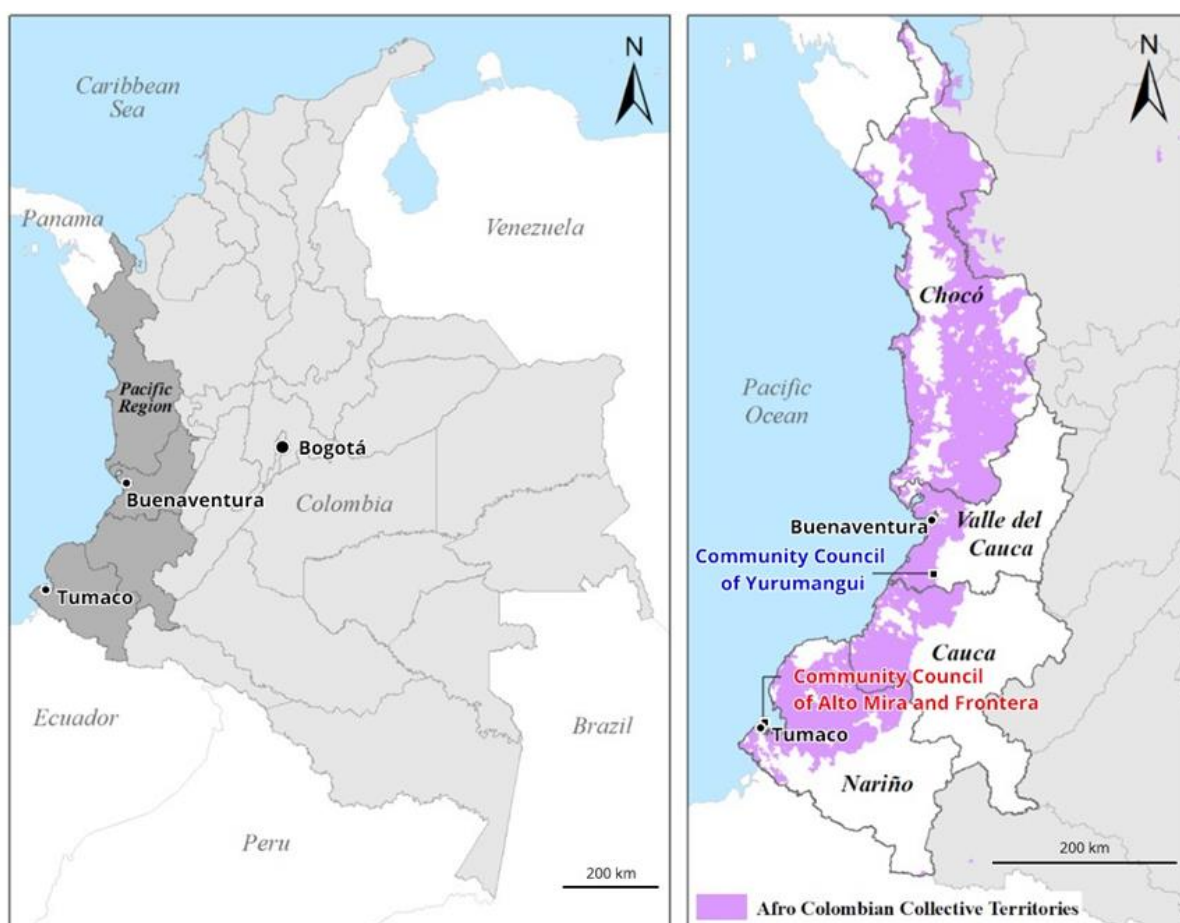 N
Caribbean
Sea
Panama
Venezuela
Pacific
Region
Bogotá
Buenaventura
Colombia
Tumaco
Ecuador
Brazil
Peru
200 km
N
Chocó
Pacific
Ocean
Buenaventura
Valle del
Cauca
Community Council
of Yurumangui
Cauca
Community Council
of Alto Mira and Frontera
Tumaco
Nariño
200 km
Afro Colombian Collective Territories